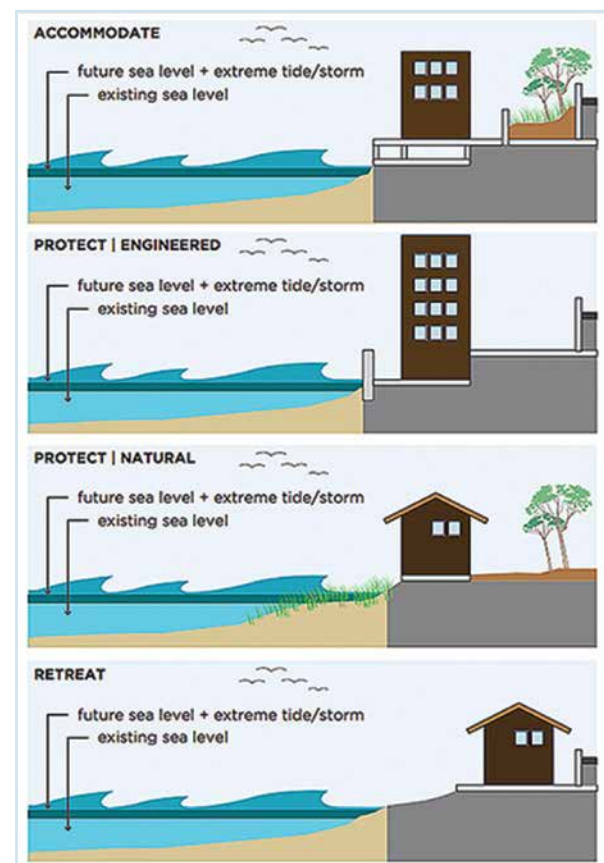 ACCOMMODATE
future sea level + extreme tide/storm
existing sea level
PROTECT | ENGINEERED
future sea level + extreme tide/storm
existing sea level
PROTECT | NATURAL
future sea level + extreme tide/storm
existing sea level
RETREAT
future sea level + extreme tide/storm
existing sea level